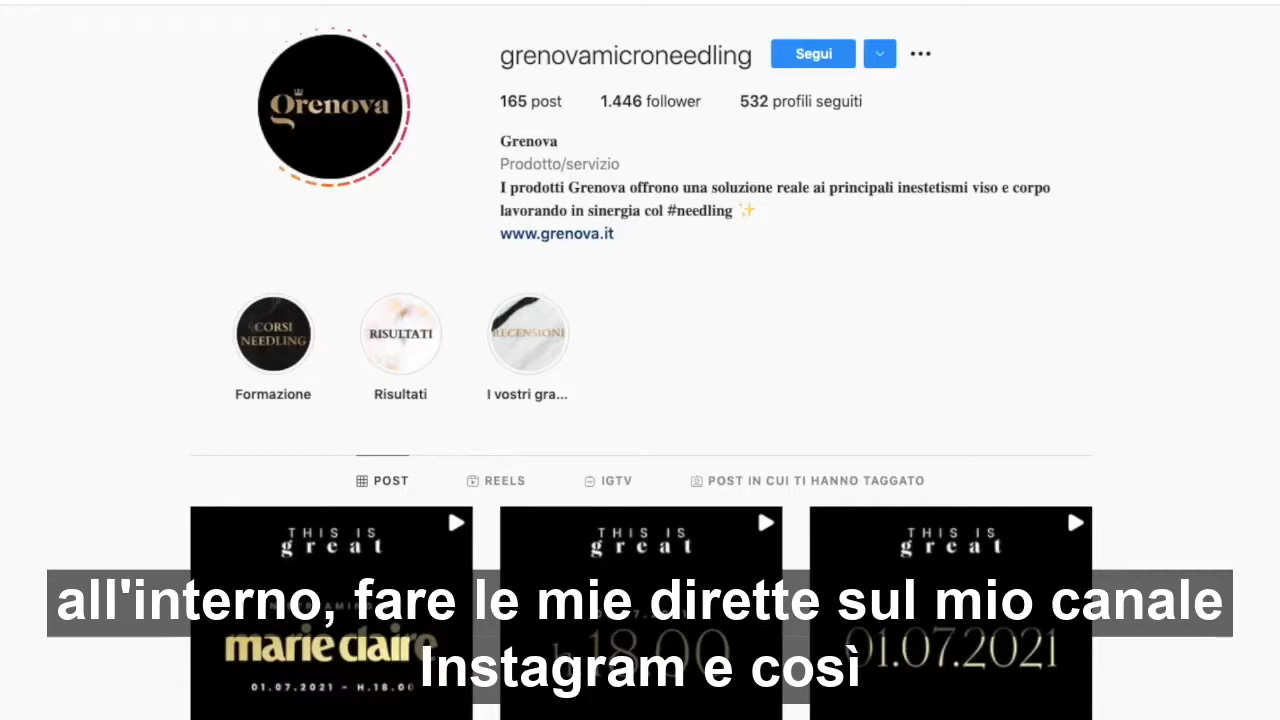 Grenova
grenovamicroneedling
Segui
165 post 1.446 follower 532 profili seguiti
Grenova
Prodotto/servizio
I prodotti Grenova offrono una soluzione reale ai principali inestetismi viso e corpo
lavorando in sinergia col #needling ✨
www.grenova.it
CORSI
NEEDLING
RISULTATI
RECENSIONI
Formazione
Risultati
I vostri gra...
POST
REELS
IGTV
POST IN CUI TI HANNO TAGGATO
THIS IS
great
marie claire
01.07.2021 - H.18.00
THIS IS
great
h 18.00
THIS IS
great
01.07.2021
all'interno, fare le mie dirette sul mio canale
Instagram e così